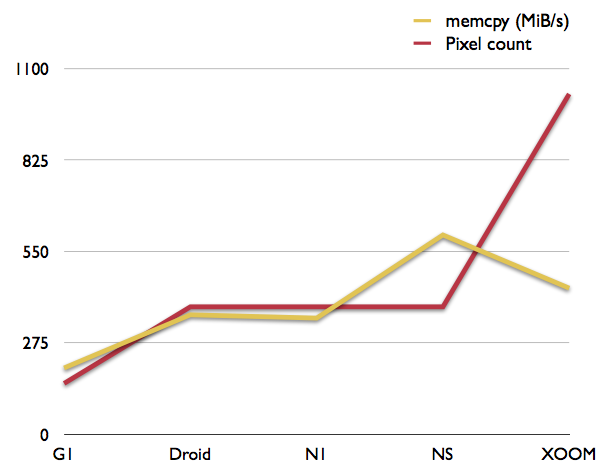 memcpy (MiB/s)
Pixel count
1100
825
550
275
0
G1 Droid N1 NS XOOM